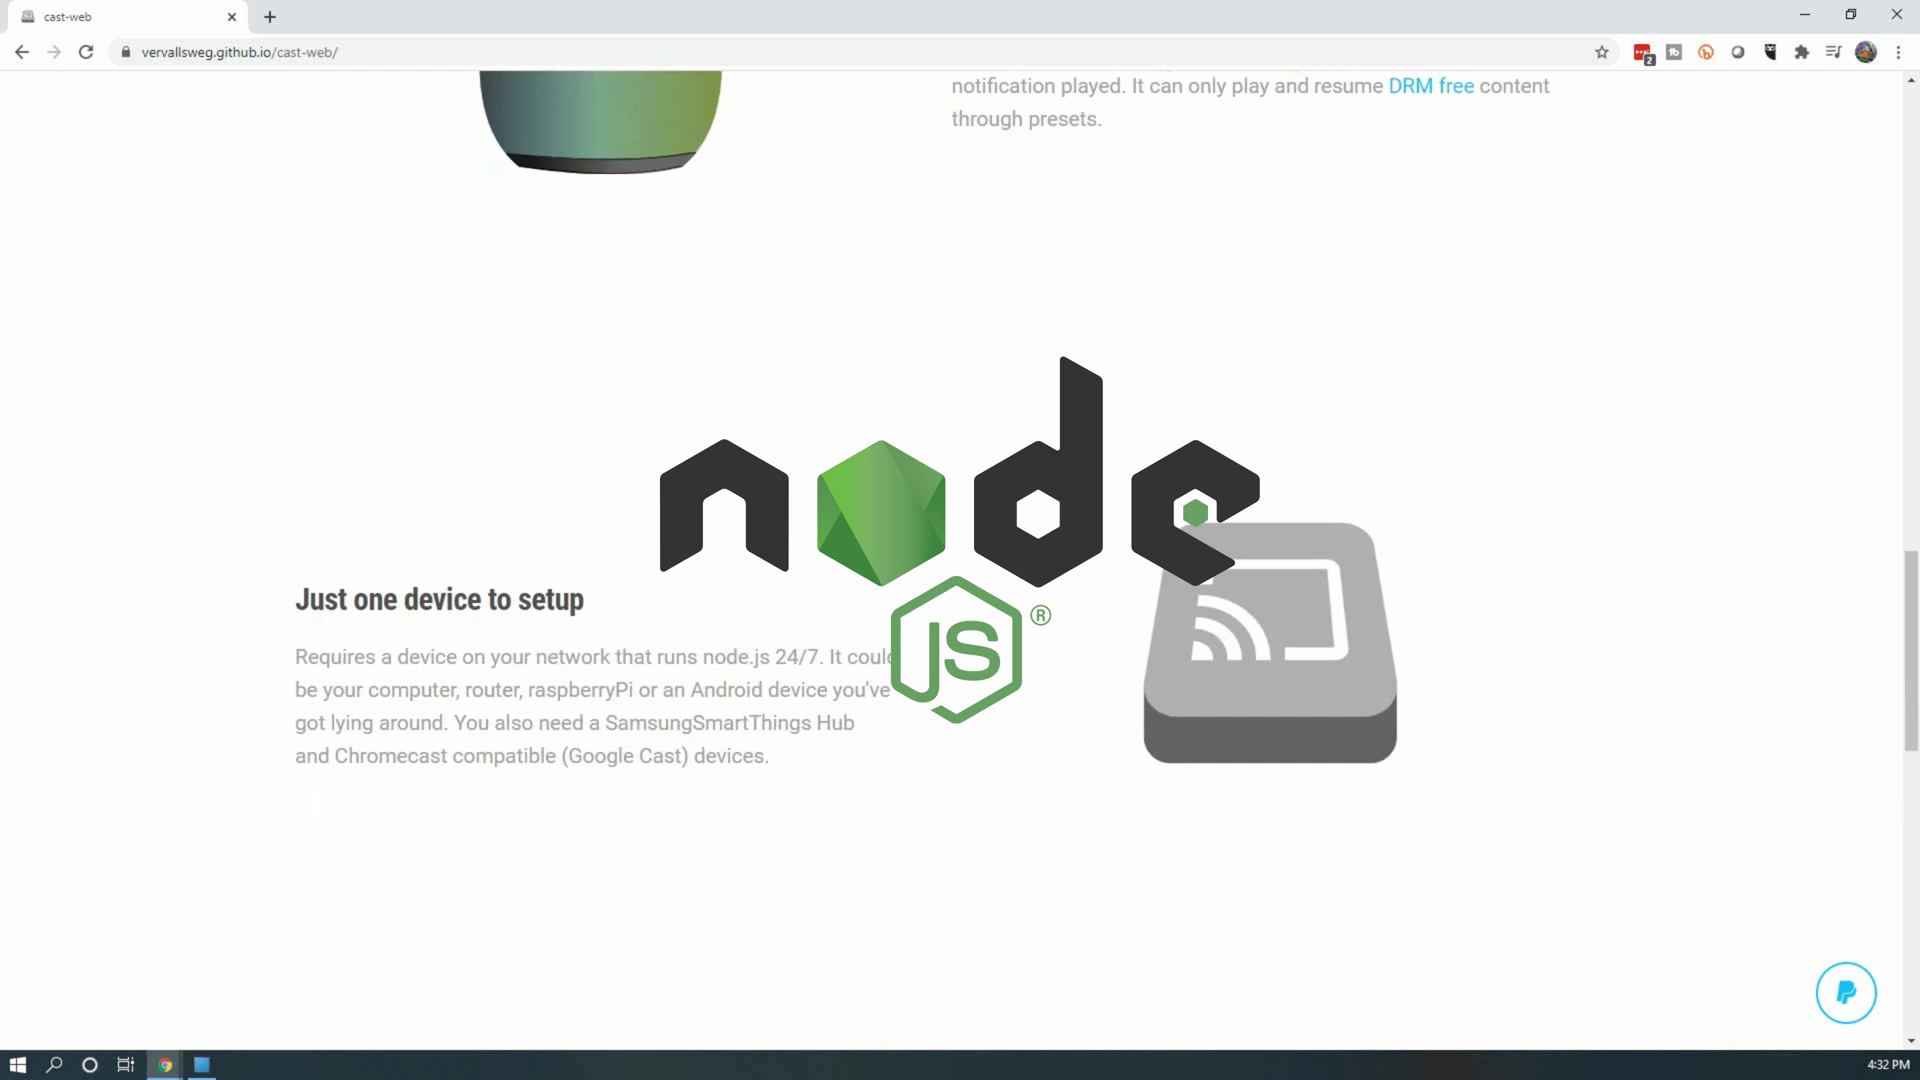 cast-web
vervallsweg.github.io/cast-web/
2
notification played. It can only play and resume DRM free content
through presets.
node
JS
®
Just one device to setup
Requires a device on your network that runs node.js 24/7. It could
be your computer, router, raspberryPi or an Android device you've
got lying around. You also need a SamsungSmartThings Hub
and Chromecast compatible (Google Cast) devices.
4:32 PM